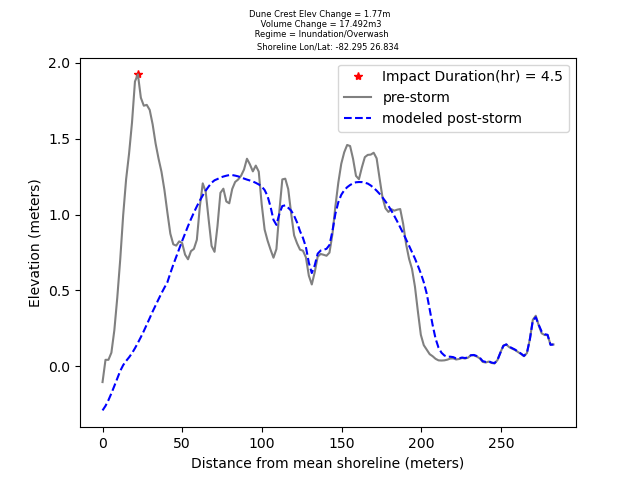 Dune Crest Elev Change = 1.77m
Volume Change = 17.492m3
Regime = Inundation/Overwash
Shoreline Lon/Lat: -82.295 26.834
Impact Duration(hr) = 4.5
pre-storm
modeled post-storm
Elevation (meters)
2.0
1.5
1.0
0.5
0.0
0 50 100 150 200 250
Distance from mean shoreline (meters)